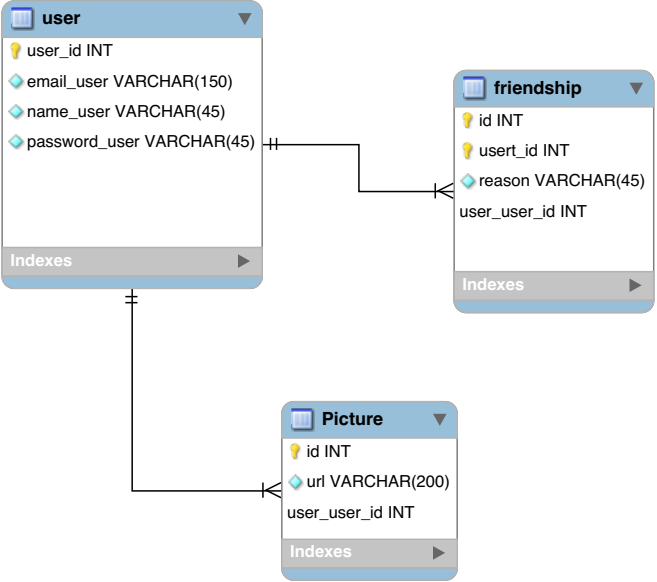 user
user_id INT
email_user VARCHAR(150)
name_user VARCHAR(45)
password_user VARCHAR(45)
Indexes
friendship
id INT
usert_id INT
reason VARCHAR(45)
user_user_id INT
Indexes
Picture
id INT
url VARCHAR(200)
user_user_id INT
Indexes